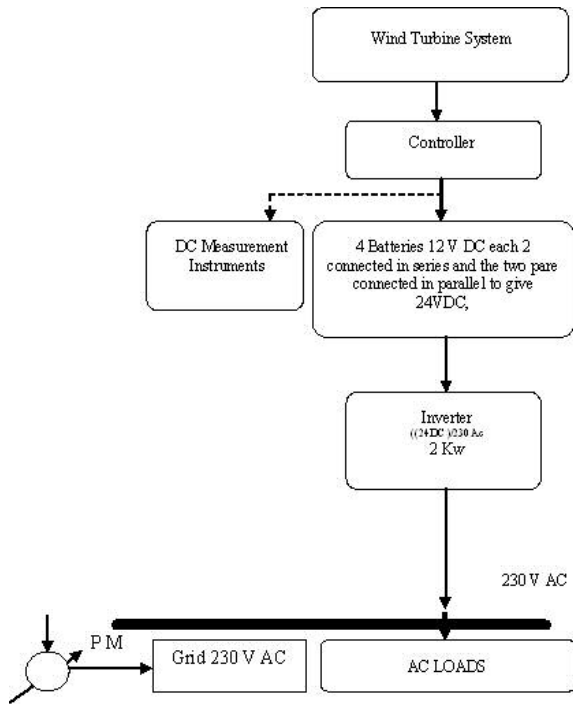 Wind Turbine System
Controller
DC Measurement
Instruments
4 Batteries 12 V DC each 2
connected in series and the two pare
connected in parallel to give
24VDC,
Inverter
((24 DC )/230 Ac
2 Kw
230 V AC
P M
Grid 230 V AC
AC LOADS